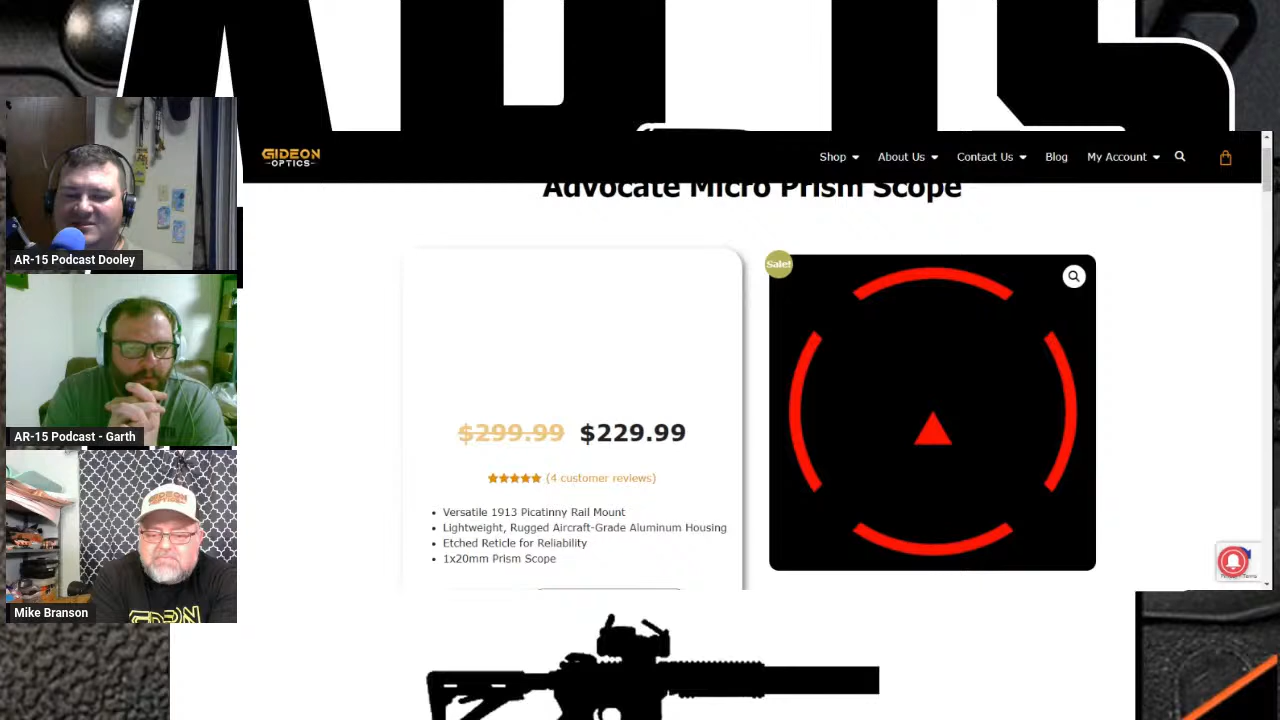 GIDEON
OPTICS
Shop
About Us
Contact Us
Blog
My Account
Advocate Micro Prism Scope
$299.99 $229.99
(4 customer reviews)
Versatile 1913 Picatinny Rail Mount
Lightweight, Rugged Aircraft-Grade Aluminum Housing
Etched Reticle for Reliability
1x20mm Prism Scope
Sale!
AR-15 Podcast Dooley
AR-15 Podcast - Garth
GIDEON
OPTICS
Mike Branson